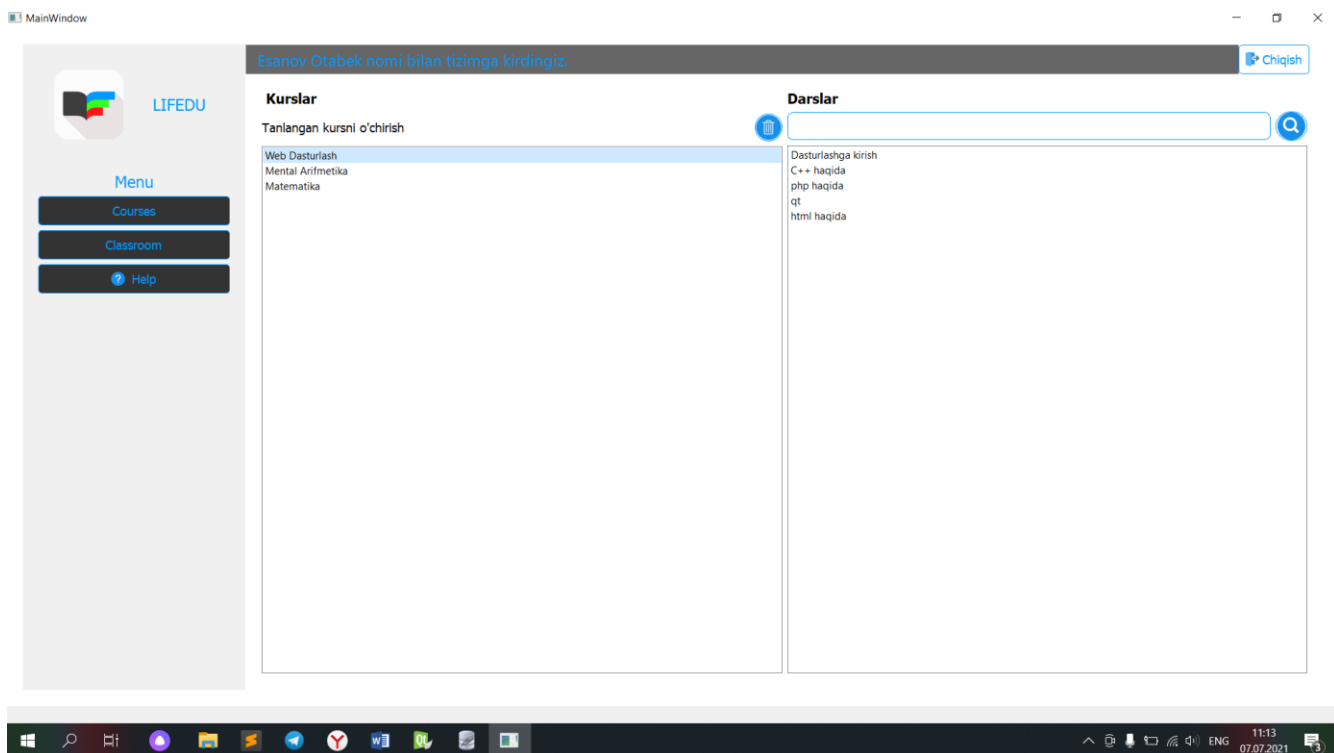 MainWindow
Esanov Otabek nomi bilan tizimga kirdingiz.
Chiqish
LIFEDU
Menu
Courses
Classroom
Help
Kurslar
Tanlangan kursni o'chirish
Web Dasturlash
Mental Arifmetika
Matematika
Darslar
Dasturlashga kirish
C++ haqida
php haqida
qt
html haqida
ENG
11:13
07.07.2021
3